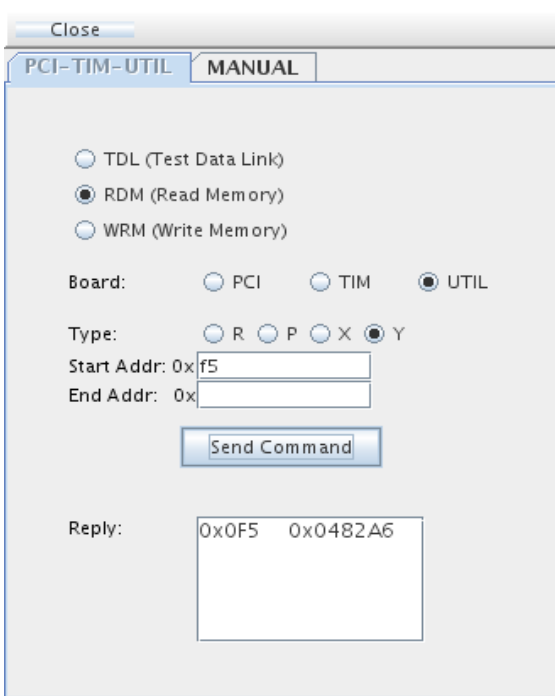 Close
PCI-TIM-UTIL MANUAL
TDL (Test Data Link)
RDM (Read Memory)
WRM (Write Memory)
Board: PCI TIM UTIL
Type: R P X Y
Start Addr: 0x f5
End Addr: 0x
Send Command
Reply: 0x0F5 0x0482A6